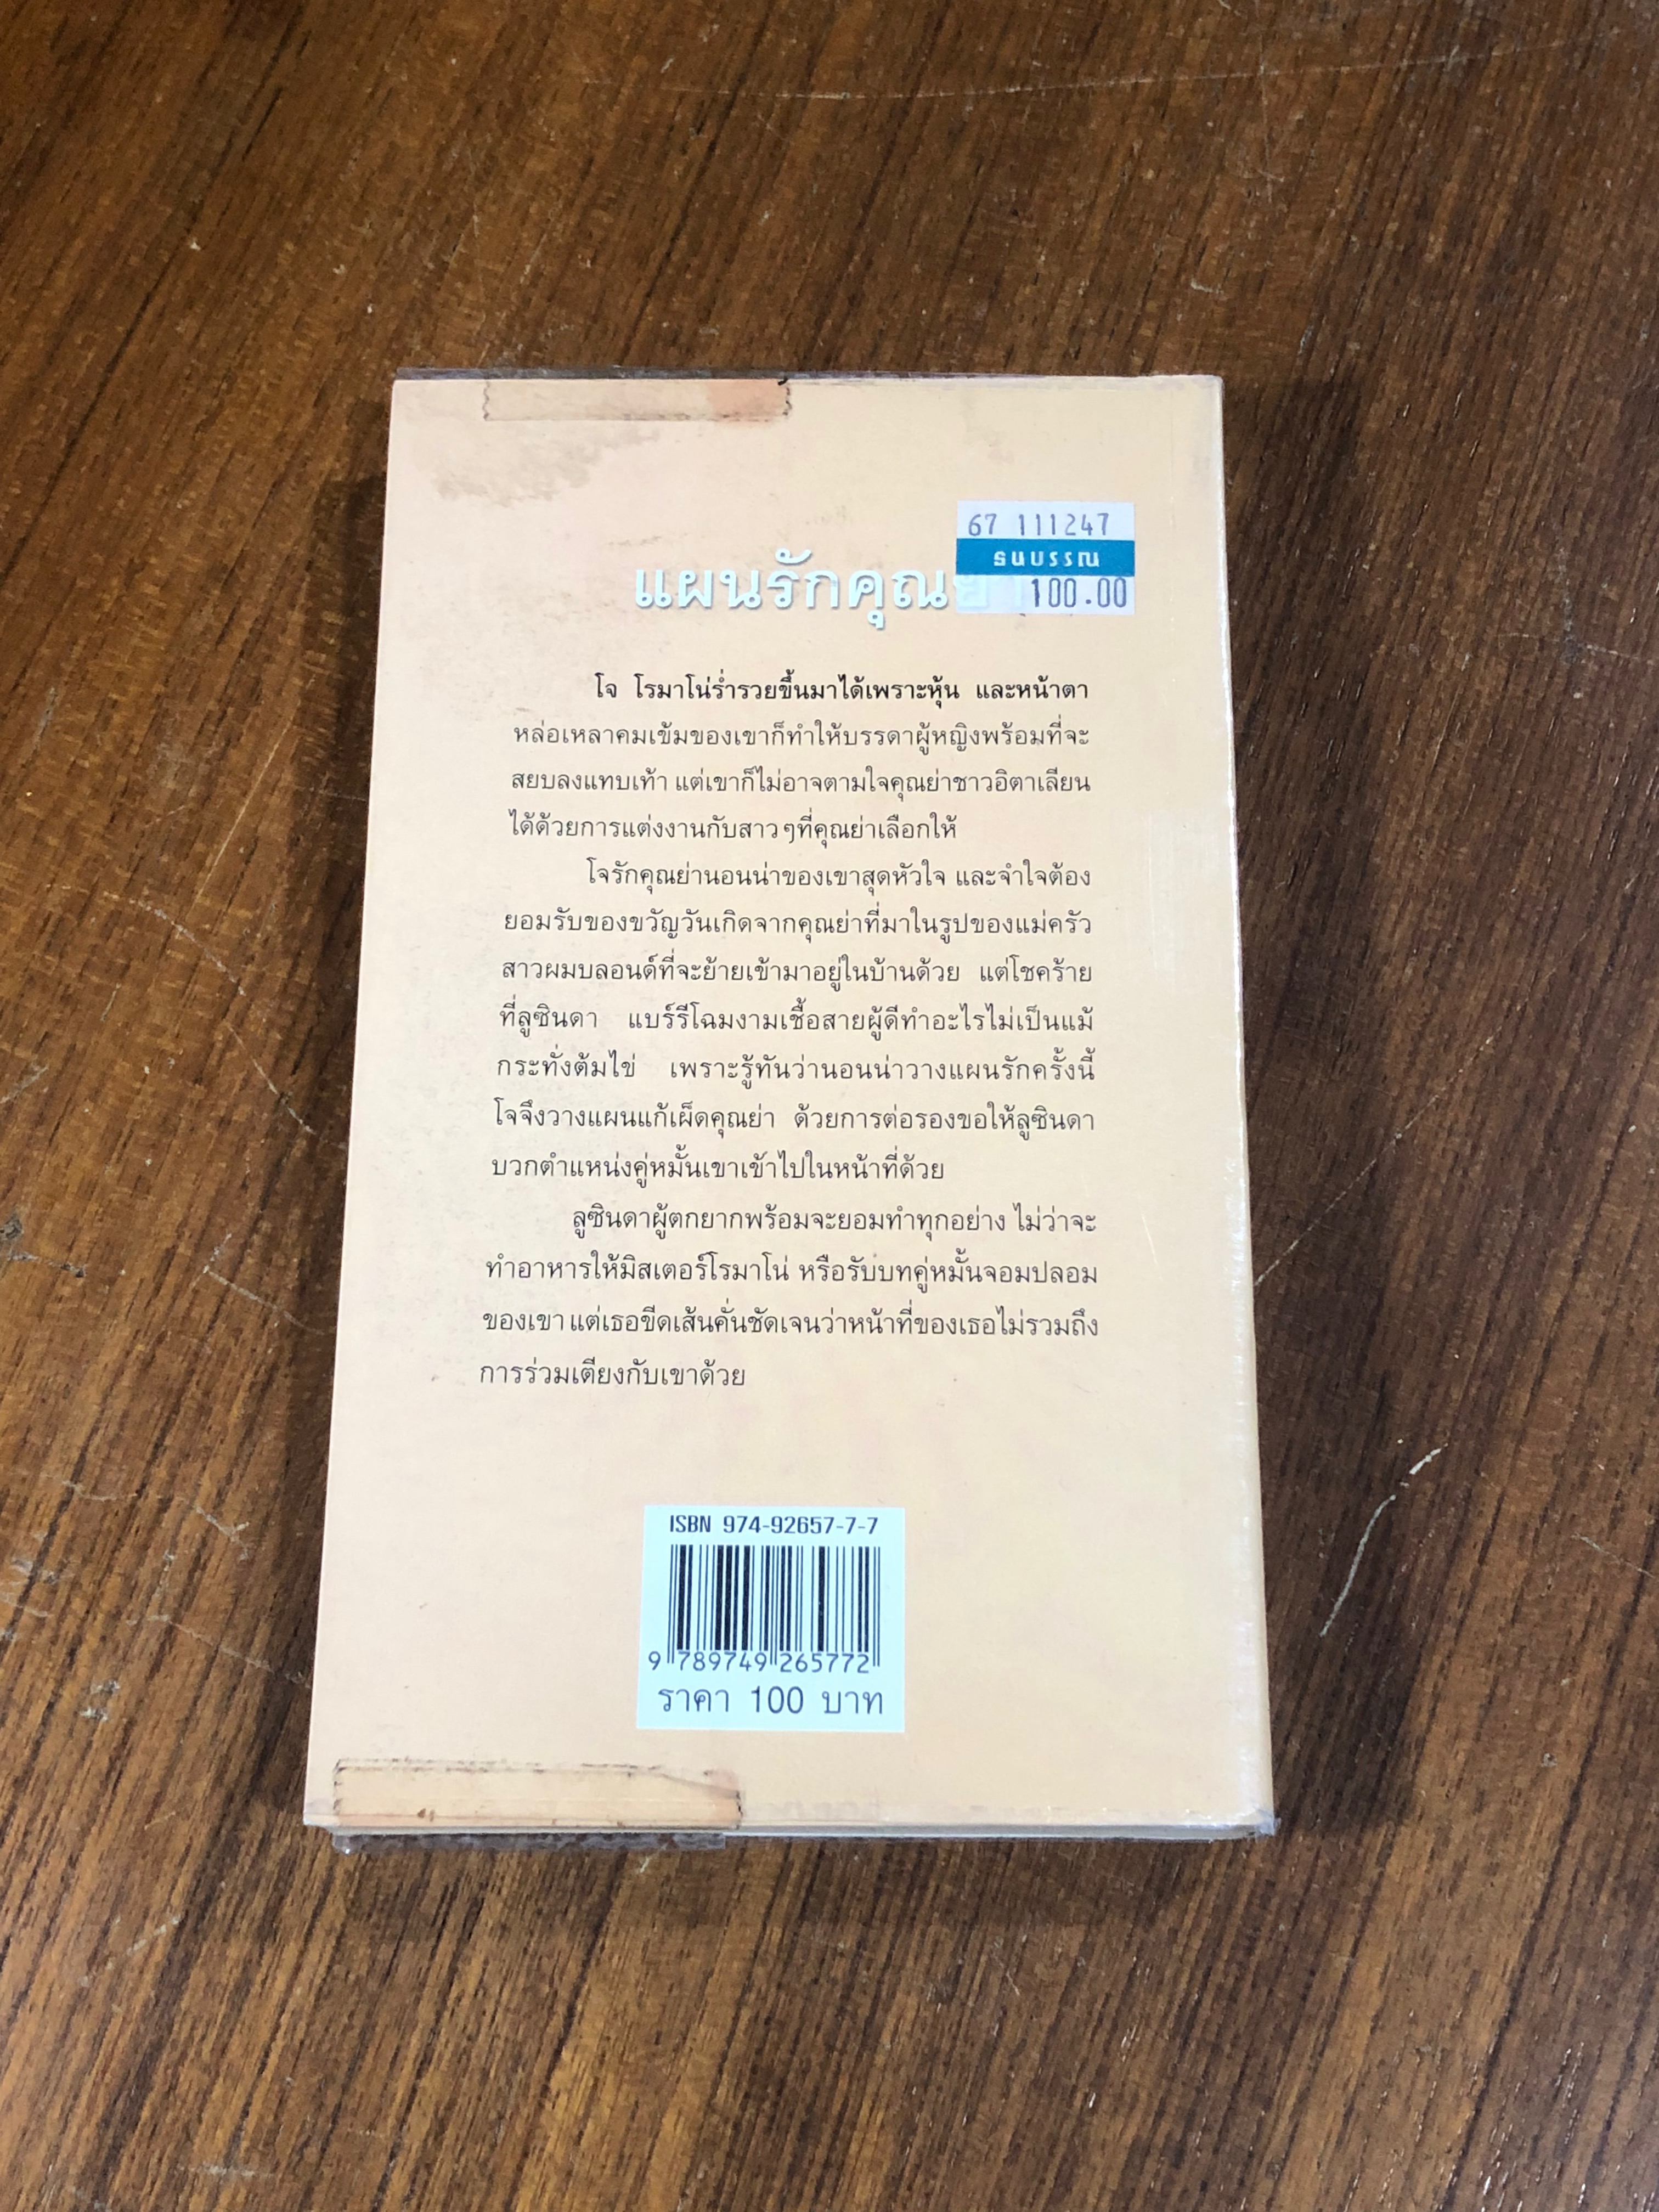 67 111247
ธนบรรณ
100.00
แผนรักคุณ
โจ โรมาโน่ร่ำรวยขึ้นมาได้เพราะหุ้น และหน้าตา
หล่อเหลาคมเข้มของเขาก็ทำให้บรรดาผู้หญิงพร้อมที่จะ
สยบลงแทบเท้า แต่เขาก็ไม่อาจตามใจคุณย่าชาวอิตาเลียน
ได้ด้วยการแต่งงานกับสาวๆที่คุณย่าเลือกให้
โจรักคุณย่านอนน่าของเขาสุดหัวใจ และจำใจต้อง
ยอมรับของขวัญวันเกิดจากคุณย่าที่มาในรูปของแม่ครัว
สาวผมบลอนด์ที่จะย้ายเข้ามาอยู่ในบ้านด้วย แต่โชคร้าย
ที่ลูซินดา แบร์รีโฉมงามเชื้อสายผู้ดีทำอะไรไม่เป็นแม้
กระทั่งต้มไข่ เพราะรู้ทันว่านอนน่าวางแผนรักครั้งนี้
โจจึงวางแผนแก้เผ็ดคุณย่า ด้วยการต่อรองขอให้ลูซินดา
บวกตำแหน่งคู่หมั้นเขาเข้าไปในหน้าที่ด้วย
ลูซินดาผู้ตกยากพร้อมจะยอมทำทุกอย่าง ไม่ว่าจะ
ทำอาหารให้มิสเตอร์โรมาโน่ หรือรับบทคู่หมั้นจอมปลอม
ของเขา แต่เธอขีดเส้นคั่นชัดเจนว่าหน้าที่ของเธอไม่รวมถึง
การร่วมเตียงกับเขาด้วย
ISBN 974-92657-7-7
9 789749 265772
ราคา 100 บาท